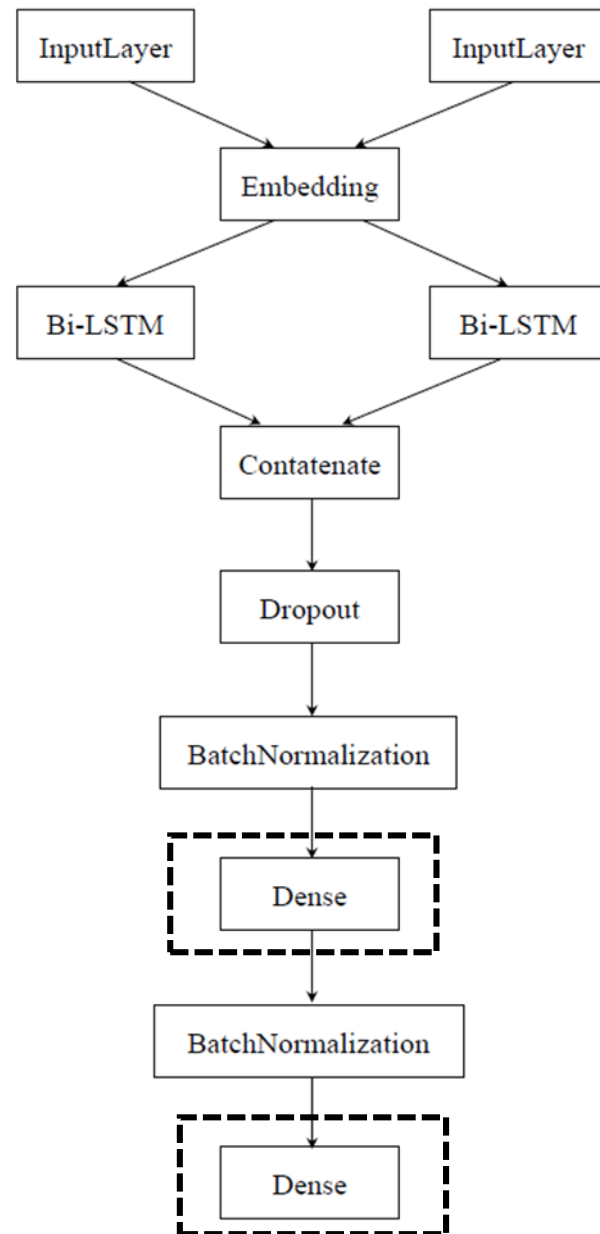 InputLayer
InputLayer
Embedding
Bi-LSTM
Bi-LSTM
Contatenate
Dropout
BatchNormalization
Dense
BatchNormalization
Dense